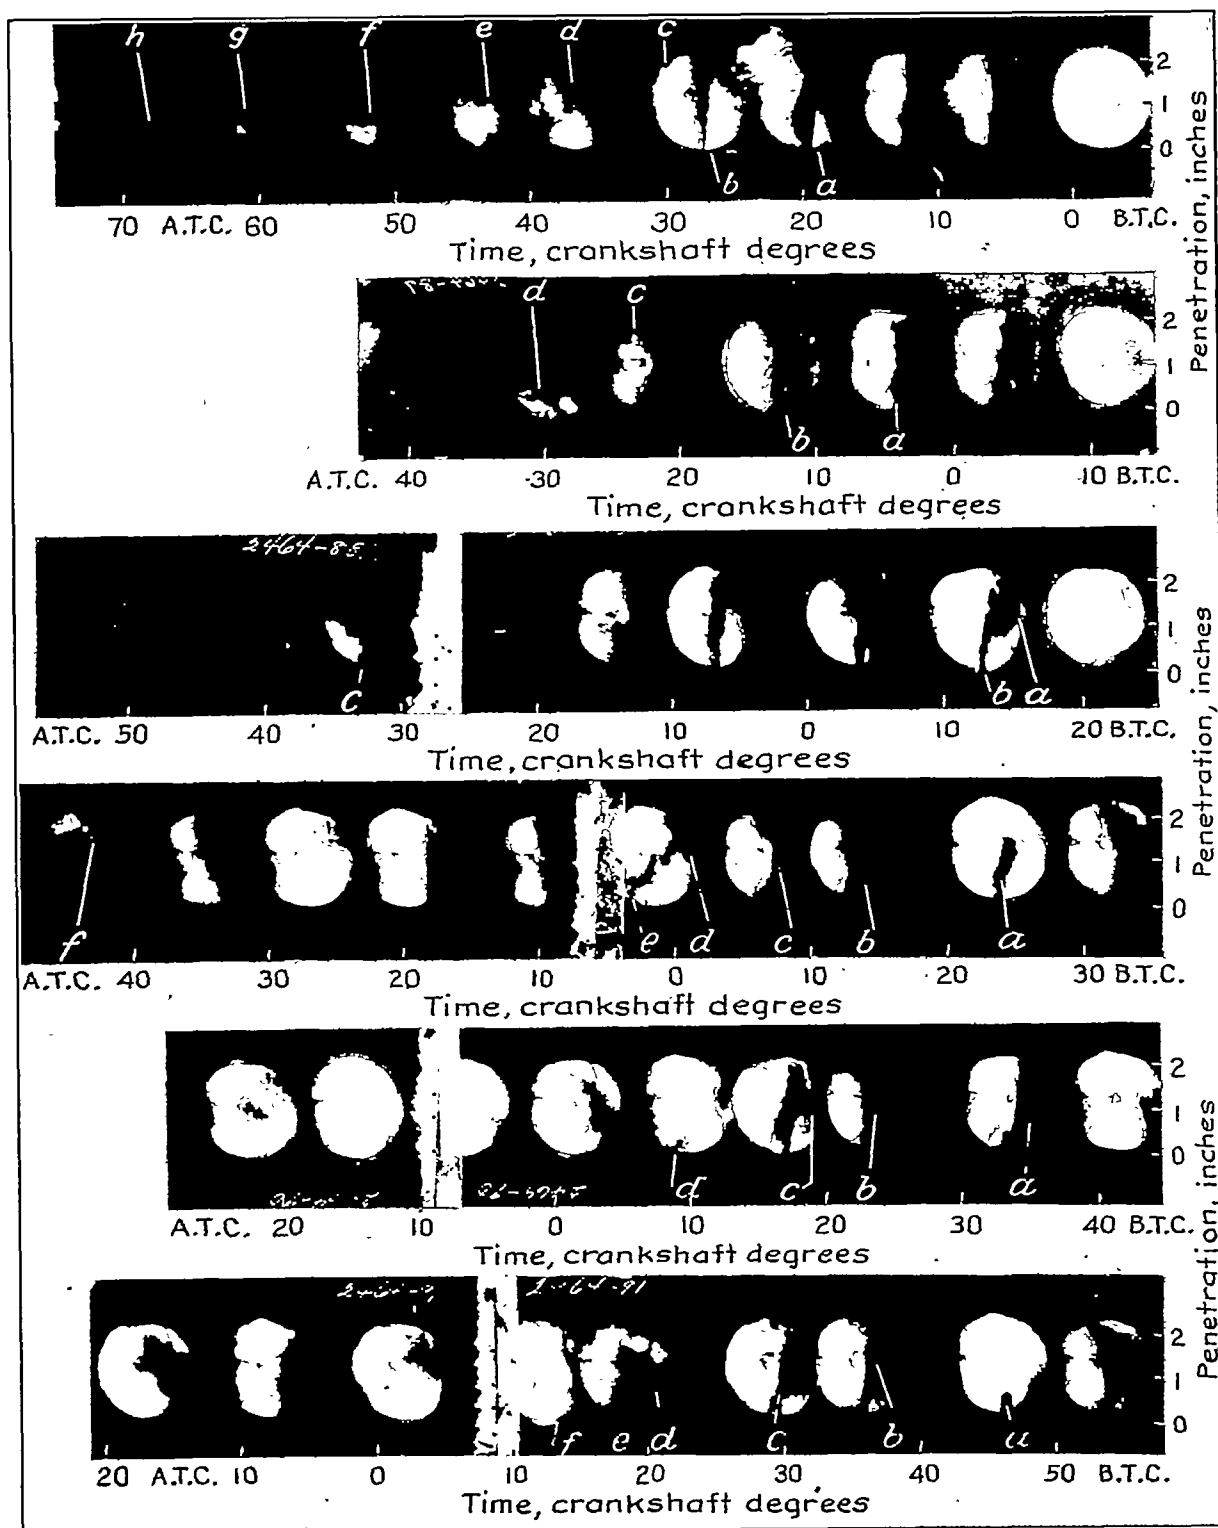 h g f e d c
2
1
0
b a
70 A.T.C. 60 50 40 30 20 10 0 B.T.C.
Time, crankshaft degrees
Penetration, inches
d c
2
1
0
b a
A.T.C. 40 30 20 10 0 10 B.T.C.
Time, crankshaft degrees
2464-88
2
1
0
c b a
A.T.C. 50 40 30 20 10 0 10 20 B.T.C.
Time, crankshaft degrees
Penetration, inches
2
1
0
f e d c b a
A.T.C. 40 30 20 10 0 10 20 30 B.T.C.
Time, crankshaft degrees
2
1
0
d c b a
A.T.C. 20 10 0 10 20 30 40 B.T.C.
Time, crankshaft degrees
Penetration, inches
2464-91
2
1
0
f e d c b a
20 A.T.C. 10 0 10 20 30 40 50 B.T.C.
Time, crankshaft degrees